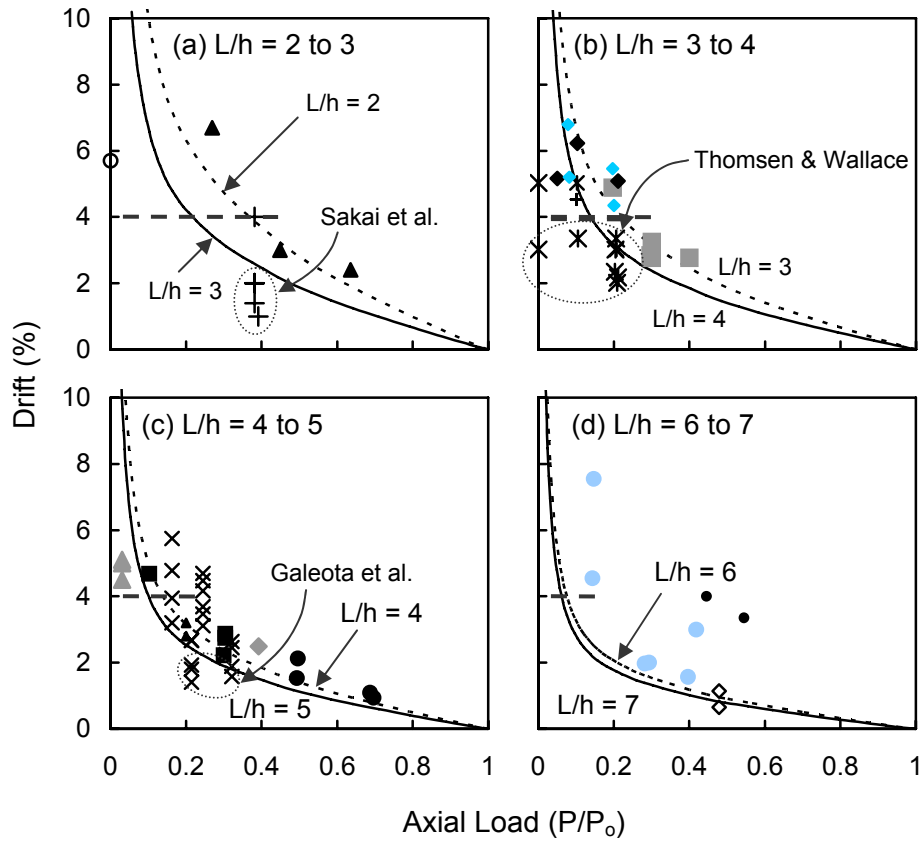 10
8
6
4
2
0
(a) L/h = 2 to 3
L/h = 2
Sakai et al.
L/h = 3
(b) L/h = 3 to 4
Thomsen & Wallace
L/h = 3
L/h = 4
Drift (%)
10
8
6
4
2
0
(c) L/h = 4 to 5
Galeota et al.
L/h = 4
L/h = 5
0 0.2 0.4 0.6 0.8 1
(d) L/h = 6 to 7
L/h = 6
L/h = 7
0 0.2 0.4 0.6 0.8 1
Axial Load (P/Po)